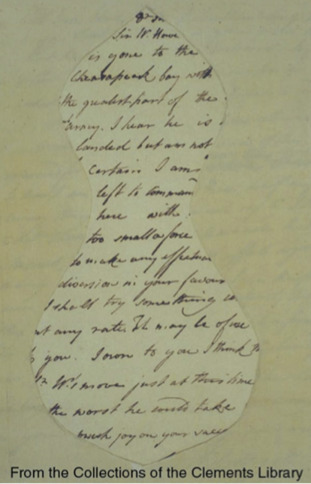 Sir W. Howe
is gone to the
Chesapeak bay with
the greatest part of the
army. I hear he is
landed but am not
certain I am
left to command
here with
too small a force
to make any effectual
diversion in your favour
I shall try something
at any rate It may be of use
to you. I own to you I think
Sr W's move just at this time
the worst he could take
much joy on your succe
From the Collections of the Clements Library